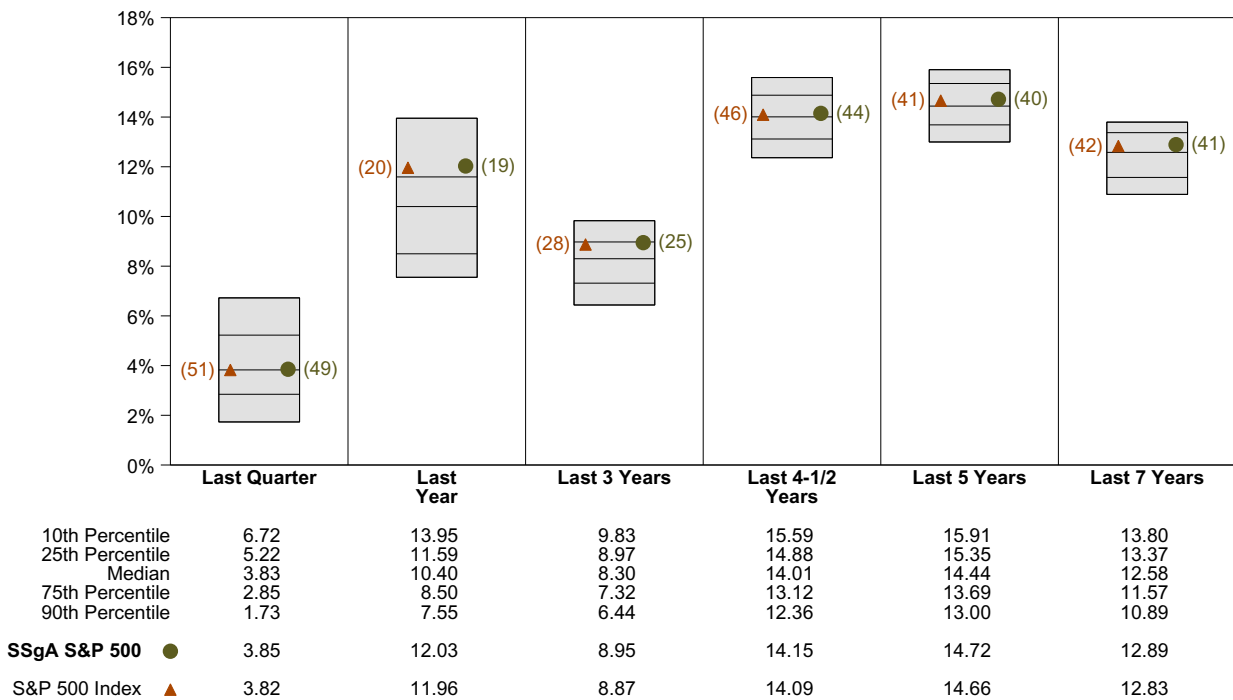 18%
16%
14%
12%
10%
8%
6%
4%
2%
0%
(51) (49)
(20) (19)
(28) (25)
(46) (44)
(41) (40)
(42) (41)
Last Quarter Last Year Last 3 Years Last 4-1/2 Years Last 5 Years Last 7 Years
10th Percentile 6.72 13.95 9.83 15.59 15.91 13.80
25th Percentile 5.22 11.59 8.97 14.88 15.35 13.37
Median 3.83 10.40 8.30 14.01 14.44 12.58
75th Percentile 2.85 8.50 7.32 13.12 13.69 11.57
90th Percentile 1.73 7.55 6.44 12.36 13.00 10.89
SSgA S&P 500 3.85 12.03 8.95 14.15 14.72 12.89
S&P 500 Index 3.82 11.96 8.87 14.09 14.66 12.83